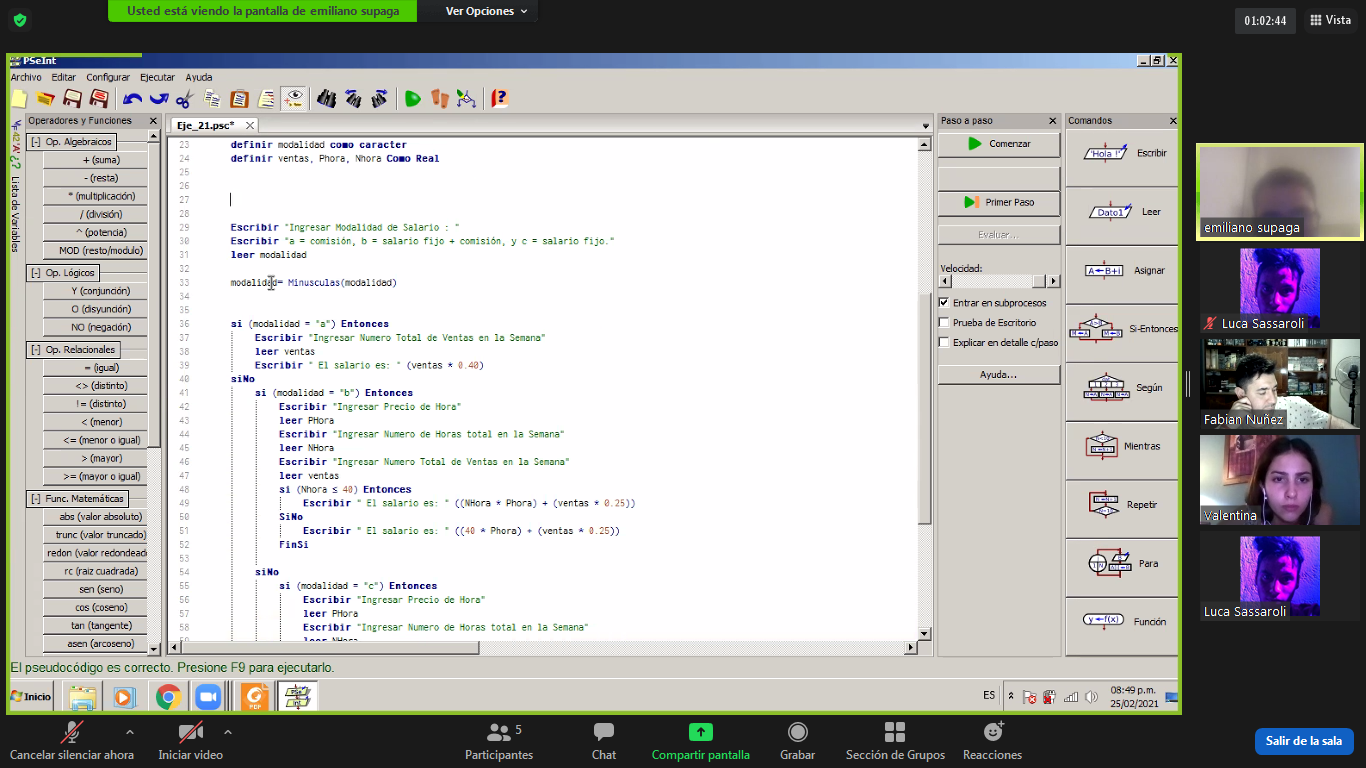 Usted está viendo la pantalla de emiliano supaga
Ver Opciones
01:02:44
Vista
PSeInt
Archivo Editar Configurar Ejecutar Ayuda
Operadores y Funciones
Eje_21.psc*
Paso a paso
Comandos
Lista de Variables
[-] Op. Algebraicos
+ (suma)
- (resta)
* (multiplicación)
/ (división)
^ (potencia)
MOD (resto/modulo)
[-] Op. Lógicos
Y (conjunción)
O (disyunción)
NO (negación)
[-] Op. Relacionales
= (igual)
<> (distinto)
!= (distinto)
< (menor)
<= (menor o igual)
> (mayor)
>= (mayor o igual)
[-] Func. Matemáticas
abs (valor absoluto)
trunc (valor truncado)
redon (valor redondead
rc (raiz cuadrada)
sen (seno)
cos (coseno)
tan (tangente)
asen (arcoseno)
23 definir modalidad como caracter
24 definir ventas, Phora, Nhora Como Real
25
26
27
28
29 Escribir "Ingresar Modalidad de Salario : "
30 Escribir "a = comisión, b = salario fijo + comisión, y c = salario fijo."
31 leer modalidad
32
33 modalidad= Minusculas(modalidad)
34
35
36 si (modalidad = "a") Entonces
37 Escribir "Ingresar Numero Total de Ventas en la Semana"
38 leer ventas
39 Escribir " El salario es: " (ventas * 0.40)
40 siNo
41 si (modalidad = "b") Entonces
42 Escribir "Ingresar Precio de Hora"
43 leer PHora
44 Escribir "Ingresar Numero de Horas total en la Semana"
45 leer NHora
46 Escribir "Ingresar Numero Total de Ventas en la Semana"
47 leer ventas
48 si (Nhora ≤ 40) Entonces
49 Escribir " El salario es: " ((NHora * Phora) + (ventas * 0.25))
50 SiNo
51 Escribir " El salario es: " ((40 * Phora) + (ventas * 0.25))
52 FinSi
53
54 siNo
55 si (modalidad = "c") Entonces
56 Escribir "Ingresar Precio de Hora"
57 leer PHora
58 Escribir "Ingresar Numero de Horas total en la Semana"
59 leer NHora
Comenzar
Primer Paso
Evaluar...
Velocidad:
Entrar en subprocesos
Prueba de Escritorio
Explicar en detalle c/paso
Ayuda...
'Hola !' Escribir
Dato1 Leer
A←B+i Asignar
Si-Entonces
Según
Mientras
Repetir
Para
y ←f(x) Función
emiliano supaga
Luca Sassaroli
Fabian Nuñez
Valentina
Luca Sassaroli
El pseudocódigo es correcto. Presione F9 para ejecutarlo.
Inicio
PDF
ES
08:49 p.m.
25/02/2021
Cancelar silenciar ahora
Iniciar video
5
Participantes
Chat
Compartir pantalla
Grabar
Sección de Grupos
Reacciones
Salir de la sala